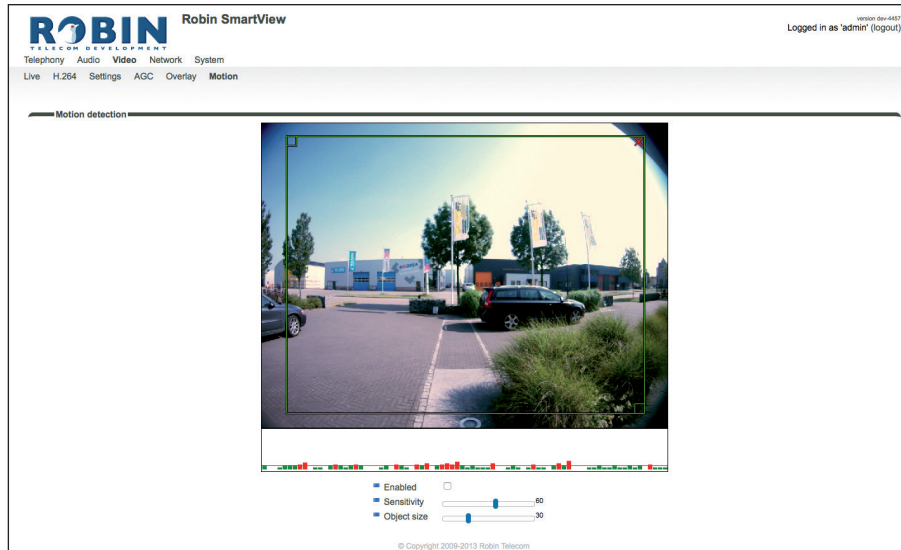 ROBIN
TELECOM DEVELOPMENT
Robin SmartView
version dev-4457
Logged in as 'admin' (logout)
Telephony Audio Video Network System
Live H.264 Settings AGC Overlay Motion
Motion detection
Enabled
Sensitivity 60
Object size 30
© Copyright 2009-2013 Robin Telecom